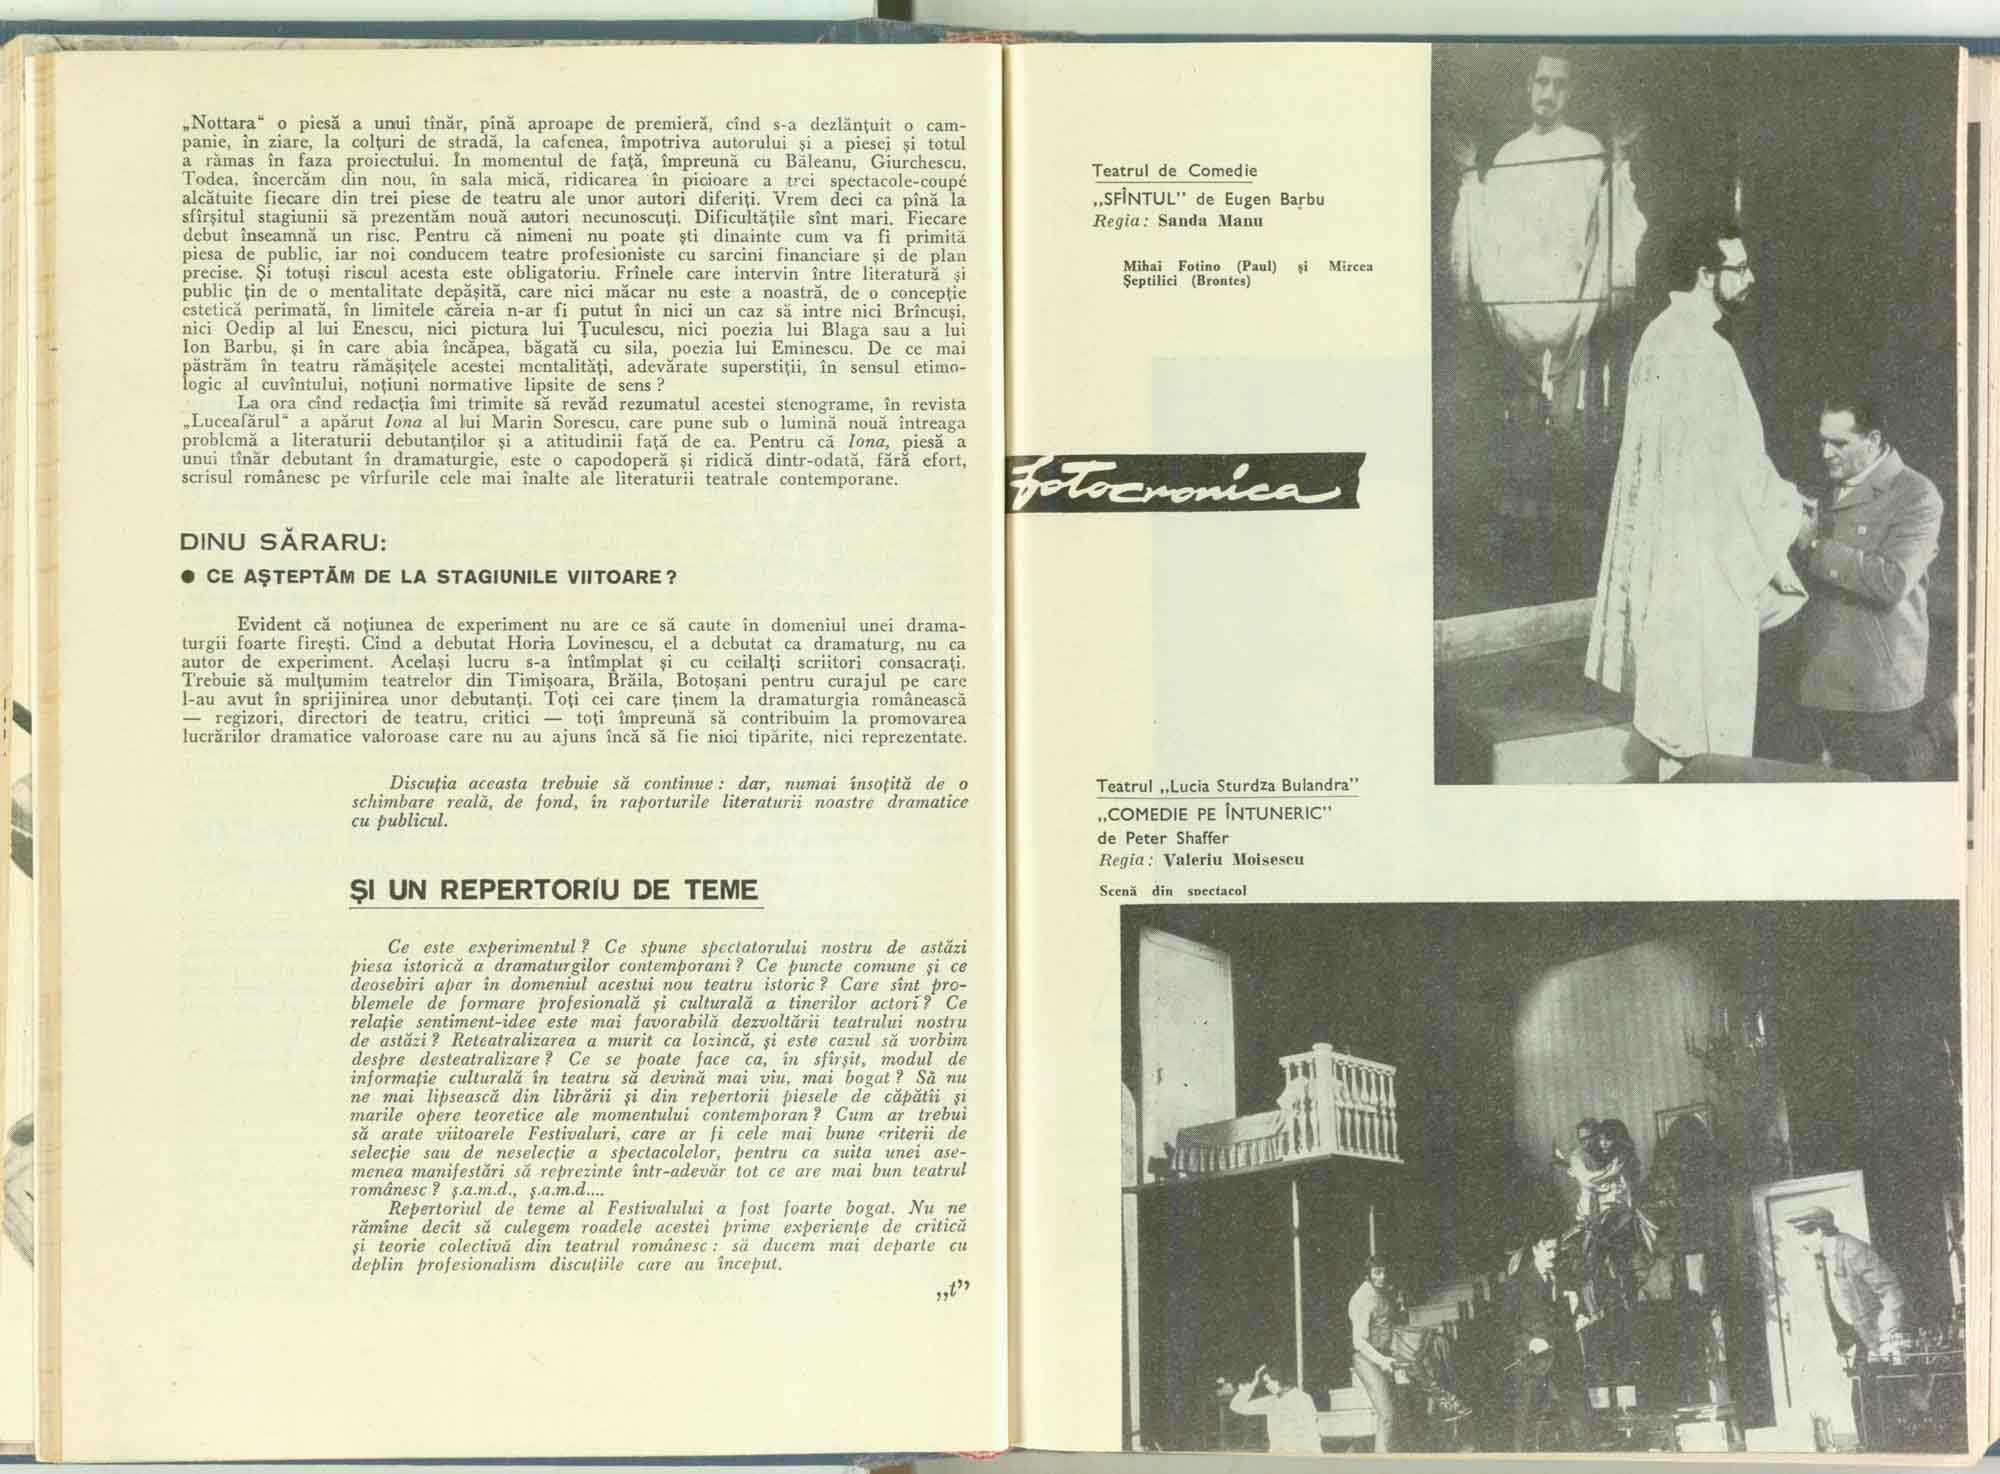 „Nottara“ o piesă a unui tînăr, pînă aproape de premieră, cînd s-a dezlănțuit o cam-
panie, în ziare, la colțuri de stradă, la cafenea, împotriva autorului și a piesei și totul
a rămas în faza proiectului. În momentul de față, împreună cu Băleanu, Giurchescu,
Todea, încercăm din nou, în sala mică, ridicarea în picioare a trei spectacole-coupé
alcătuite fiecare din trei piese de teatru ale unor autori diferiți. Vrem deci ca pînă la
sfîrșitul stagiunii să prezentăm nouă autori necunoscuți. Dificultățile sînt mari. Fiecare
debut înseamnă un risc. Pentru că nimeni nu poate ști dinainte cum va fi primită
piesa de public, iar noi conducem teatre profesioniste cu sarcini financiare și de plan
precise. Și totuși riscul acesta este obligatoriu. Frînele care intervin între literatură și
public țin de o mentalitate depășită, care nici măcar nu este a noastră, de o concepție
estetică perimată, în limitele căreia n-ar fi putut în nici un caz să intre nici Brîncuși,
nici Oedip al lui Enescu, nici pictura lui Țuculescu, nici poezia lui Blaga sau a lui
Ion Barbu, și în care abia încăpea, băgată cu sila, poezia lui Eminescu. De ce mai
păstrăm în teatru rămășițele acestei mentalități, adevărate superstiții, în sensul etimo-
logic al cuvîntului, noțiuni normative lipsite de sens ?
La ora cînd redacția îmi trimite să revăd rezumatul acestei stenograme, în revista
„Luceafărul“ a apărut Iona al lui Marin Sorescu, care pune sub o lumină nouă întreaga
problemă a literaturii debutanților și a atitudinii față de ea. Pentru că Iona, piesă a
unui tînăr debutant în dramaturgie, este o capodoperă și ridică dintr-odată, fără efort,
scrisul românesc pe vîrfurile cele mai înalte ale literaturii teatrale contemporane.
DINU SĂRARU:
● CE AȘTEPTĂM DE LA STAGIUNILE VIITOARE ?
Evident că noțiunea de experiment nu are ce să caute în domeniul unei drama-
turgii foarte firești. Cînd a debutat Horia Lovinescu, el a debutat ca dramaturg, nu ca
autor de experiment. Același lucru s-a întîmplat și cu ceilalți scriitori consacrați.
Trebuie să mulțumim teatrelor din Timișoara, Brăila, Botoșani pentru curajul pe care
l-au avut în sprijinirea unor debutanți. Toți cei care ținem la dramaturgia românească
— regizori, directori de teatru, critici — toți împreună să contribuim la promovarea
lucrărilor dramatice valoroase care nu au ajuns încă să fie nici tipărite, nici reprezentate.
Discuția aceasta trebuie să continue : dar, numai însoțită de o
schimbare reală, de fond, în raporturile literaturii noastre dramatice
cu publicul.
ȘI UN REPERTORIU DE TEME
Ce este experimentul ? Ce spune spectatorului nostru de astăzi
piesa istorică a dramaturgilor contemporani ? Ce puncte comune și ce
deosebiri apar în domeniul acestui nou teatru istoric ? Care sînt pro-
blemele de formare profesională și culturală a tinerilor actori ? Ce
relație sentiment-idee este mai favorabilă dezvoltării teatrului nostru
de astăzi ? Reteatralizarea a murit ca lozincă, și este cazul să vorbim
despre desteatralizare ? Ce se poate face ca, în sfîrșit, modul de
informație culturală în teatru să devină mai viu, mai bogat ? Să nu
ne mai lipsească din librării și din repertorii piesele de căpătîi și
marile opere teoretice ale momentului contemporan ? Cum ar trebui
să arate viitoarele Festivaluri, care ar fi cele mai bune criterii de
selecție sau de neselecție a spectacolelor, pentru ca suita unei ase-
menea manifestări să reprezinte într-adevăr tot ce are mai bun teatrul
românesc ? ș.a.m.d., ș.a.m.d....
Repertoriul de teme al Festivalului a fost foarte bogat. Nu ne
rămîne decît să culegem roadele acestei prime experiențe de critică
și teorie colectivă din teatrul românesc : să ducem mai departe cu
deplin profesionalism discuțiile care au început.
„t”
Teatrul de Comedie
„SFÎNTUL” de Eugen Barbu
Regia : Sanda Manu
Mihai Fotino (Paul) și Mircea
Șeptilici (Brontes)
fotocronica
Teatrul „Lucia Sturdza Bulandra”
„COMEDIE PE ÎNTUNERIC”
de Peter Shaffer
Regia : Valeriu Moisescu
Scenă din spectacol